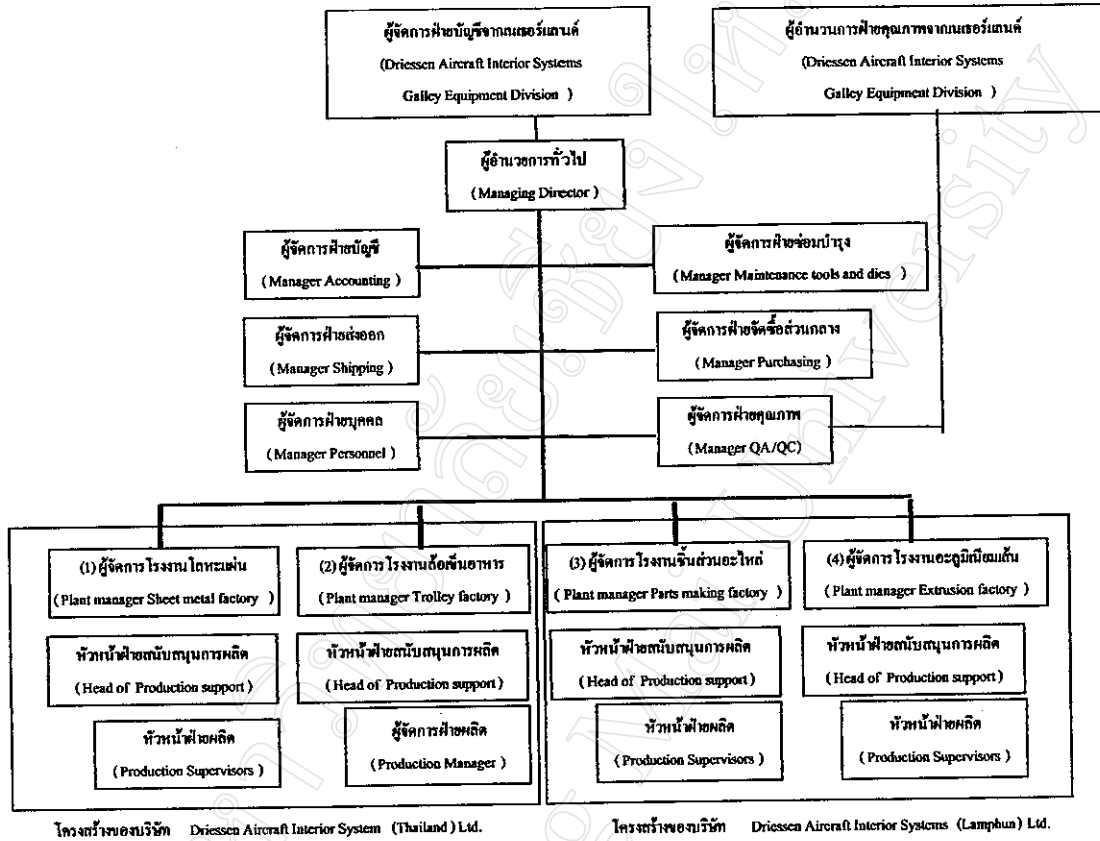 ผู้จัดการฝ่ายบัญชีจากเนเธอร์แลนด์
(Driessen Aircraft Interior Systems
Galley Equipment Division )
ผู้อำนวนการฝ่ายคุณภาพจากเนเธอร์แลนด์
(Driessen Aircraft Interior Systems
Galley Equipment Division )
ผู้อำนวยการทั่วไป
( Managing Director )
ผู้จัดการฝ่ายบัญชี
( Manager Accounting )
ผู้จัดการฝ่ายซ่อมบำรุง
( Manager Maintenance tools and dies )
ผู้จัดการฝ่ายส่งออก
( Manager Shipping )
ผู้จัดการฝ่ายจัดซื้อส่วนกลาง
( Manager Purchasing )
ผู้จัดการฝ่ายบุคคล
( Manager Personnel )
ผู้จัดการฝ่ายคุณภาพ
(Manager QA/QC)
(1) ผู้จัดการโรงงานโลหะแผ่น
( Plant manager Sheet metal factory )
(2) ผู้จัดการโรงงานล้อเข็นอาหาร
( Plant manager Trolley factory )
(3) ผู้จัดการโรงงานชิ้นส่วนอะไหล่
( Plant manager Parts making factory )
(4) ผู้จัดการโรงงานอะลูมิเนียมเส้น
( Plant manager Extrusion factory )
หัวหน้าฝ่ายสนับสนุนการผลิต
( Head of Production support )
หัวหน้าฝ่ายสนับสนุนการผลิต
( Head of Production support )
หัวหน้าฝ่ายสนับสนุนการผลิต
( Head of Production support )
หัวหน้าฝ่ายสนับสนุนการผลิต
( Head of Production support )
หัวหน้าฝ่ายผลิต
( Production Supervisors )
ผู้จัดการฝ่ายผลิต
( Production Manager )
หัวหน้าฝ่ายผลิต
( Production Supervisors )
หัวหน้าฝ่ายผลิต
( Production Supervisors )
โครงสร้างของบริษัท Driessen Aircraft Interior System (Thailand ) Ltd.
โครงสร้างของบริษัท Driessen Aircraft Interior Systems (Lamphun) Ltd.